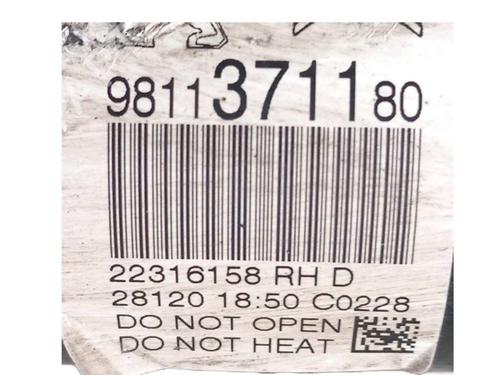 9811371180
22316158 RH D
28120 18:50 C0228
DO NOT OPEN
DO NOT HEAT